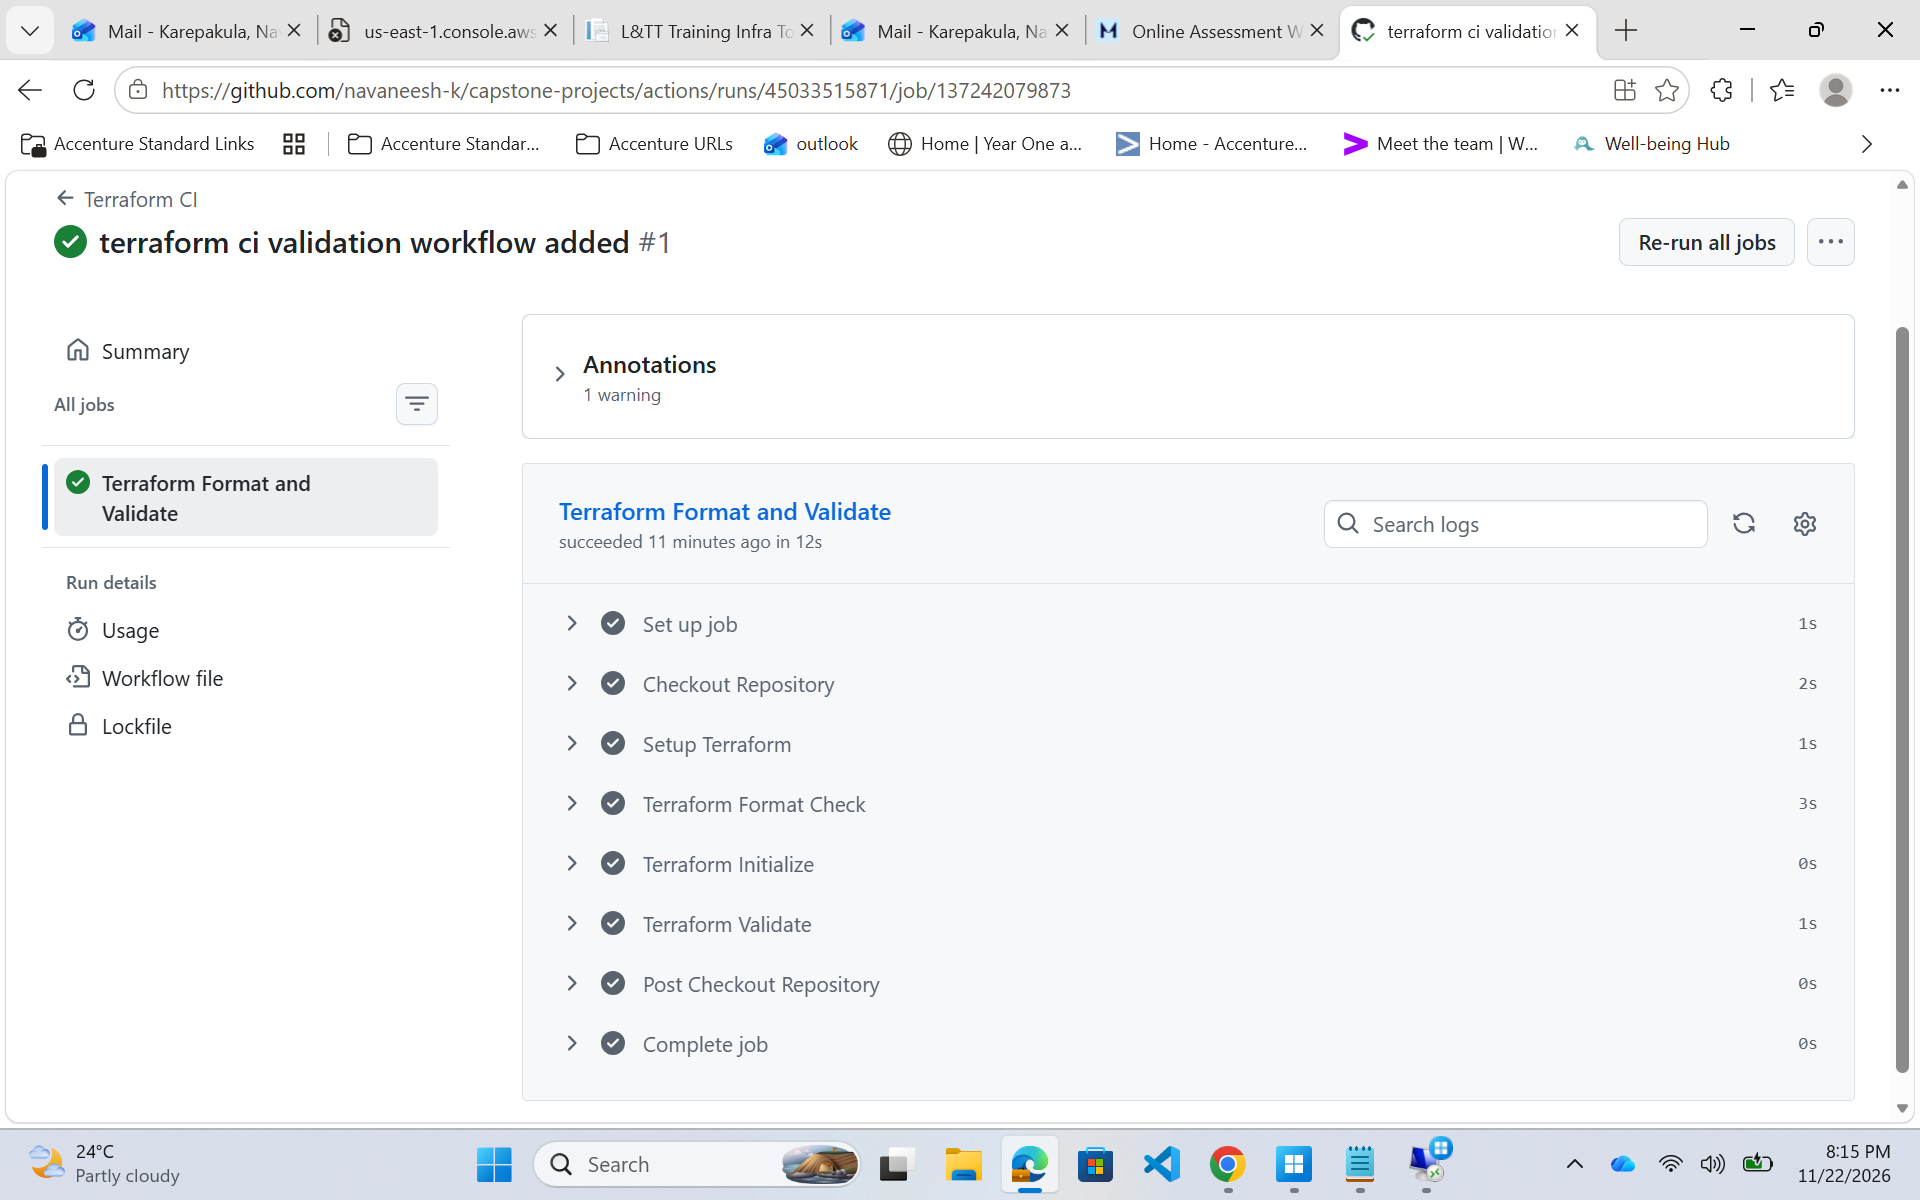 Mail - Karepakula, Na
us-east-1.console.aws
L&TT Training Infra To
Mail - Karepakula, Na
Online Assessment W
terraform ci validation
https://github.com/navaneesh-k/capstone-projects/actions/runs/45033515871/job/137242079873
Accenture Standard Links
Accenture Standar...
Accenture URLs
outlook
Home | Year One a...
Home - Accenture...
Meet the team | W...
Well-being Hub
Terraform CI
terraform ci validation workflow added #1
Re-run all jobs
Summary
All jobs
Terraform Format and
Validate
Run details
Usage
Workflow file
Lockfile
Annotations
1 warning
Terraform Format and Validate
succeeded 11 minutes ago in 12s
Search logs
Set up job 1s
Checkout Repository 2s
Setup Terraform 1s
Terraform Format Check 3s
Terraform Initialize 0s
Terraform Validate 1s
Post Checkout Repository 0s
Complete job 0s
24°C
Partly cloudy
Search
8:15 PM
11/22/2026